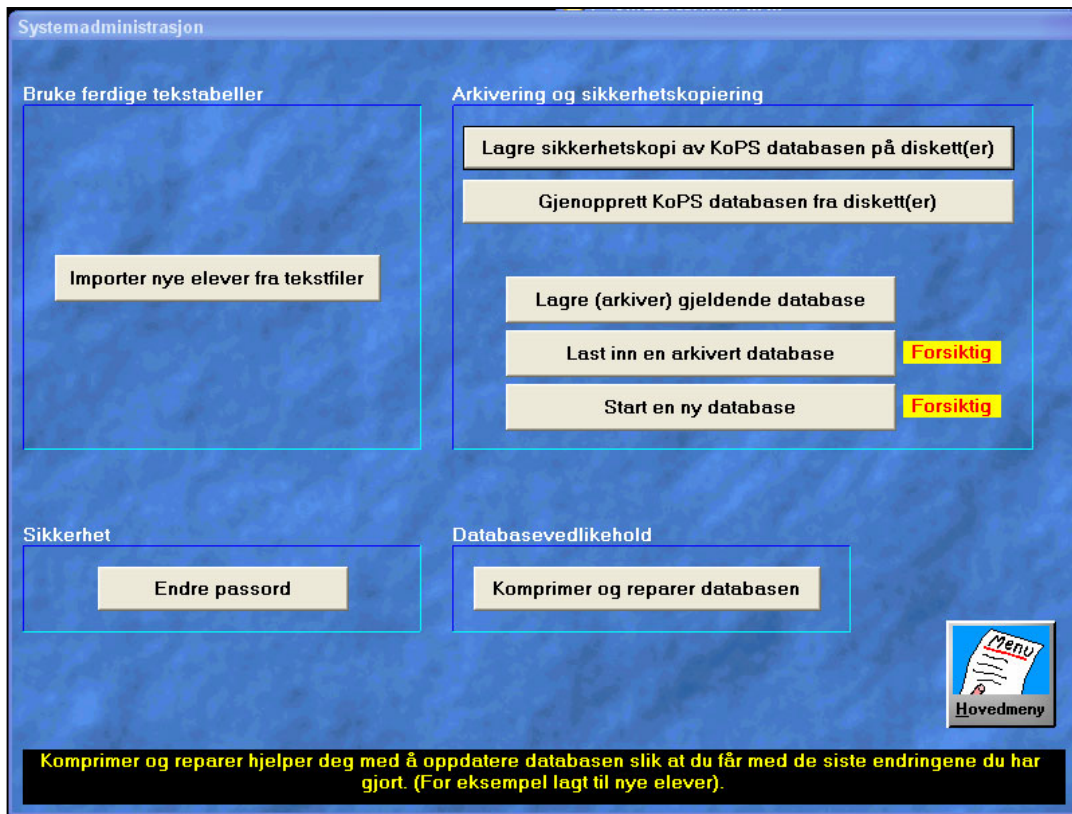 Systemadministrasjon
Bruke ferdige tekstabeller
Importer nye elever fra tekstfiler
Arkivering og sikkerhetskopiering
Lagre sikkerhetskopi av KoPS databasen på diskett(er)
Gjenopprett KoPS databasen fra diskett(er)
Lagre (arkiver) gjeldende database
Last inn en arkivert database
Forsiktig
Start en ny database
Forsiktig
Sikkerhet
Endre passord
Databasevedlikehold
Komprimer og reparer databasen
Menu
Hovedmeny
Komprimer og reparer hjelper deg med å oppdatere databasen slik at du får med de siste endringene du har
gjort. (For eksempel lagt til nye elever).